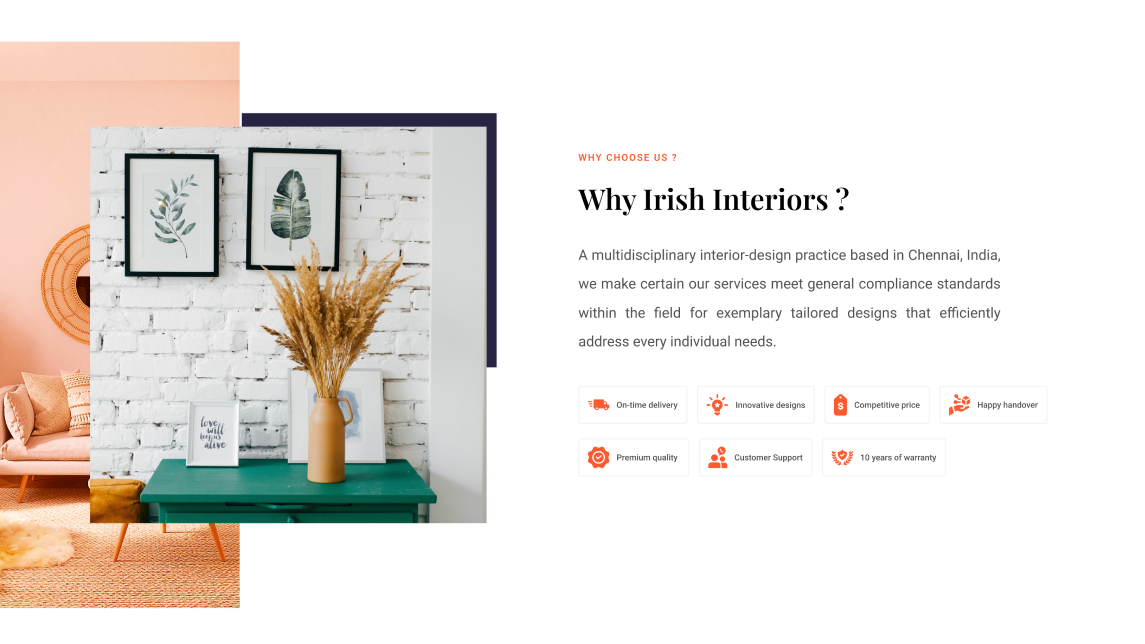 WHY CHOOSE US ?
Why Irish Interiors ?
A multidisciplinary interior-design practice based in Chennai, India,
we make certain our services meet general compliance standards
within the field for exemplary tailored designs that efficiently
address every individual needs.
On-time delivery
Innovative designs
$
Competitive price
Happy handover
Premium quality
Customer Support
10 years of warranty
love
will
keep us
alive